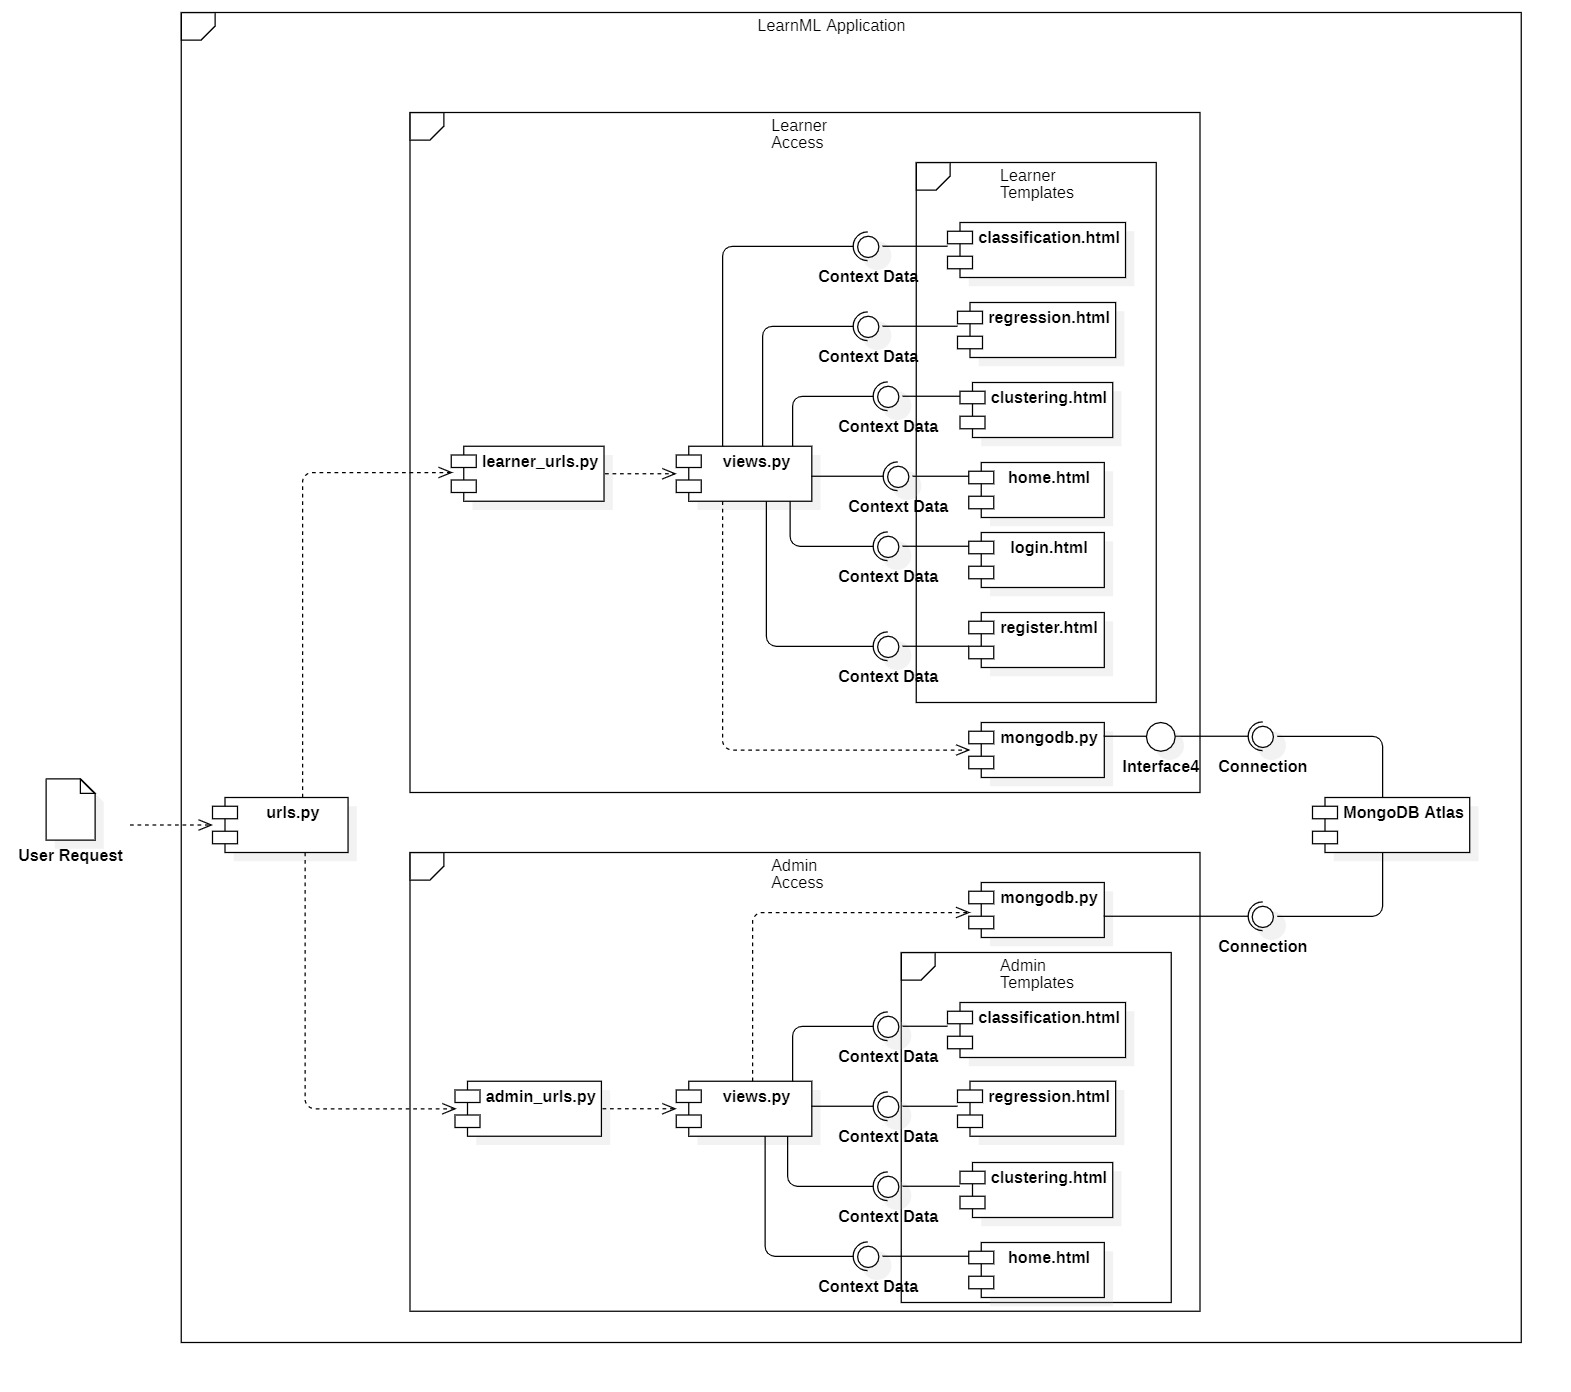 LearnML Application
Learner
Access
Learner
Templates
classification.html
Context Data
regression.html
Context Data
clustering.html
Context Data
learner_urls.py
views.py
home.html
Context Data
login.html
Context Data
register.html
Context Data
mongodb.py
Interface4
Connection
User Request
urls.py
MongoDB Atlas
Admin
Access
mongodb.py
Connection
Admin
Templates
classification.html
Context Data
admin_urls.py
views.py
regression.html
Context Data
clustering.html
Context Data
home.html
Context Data